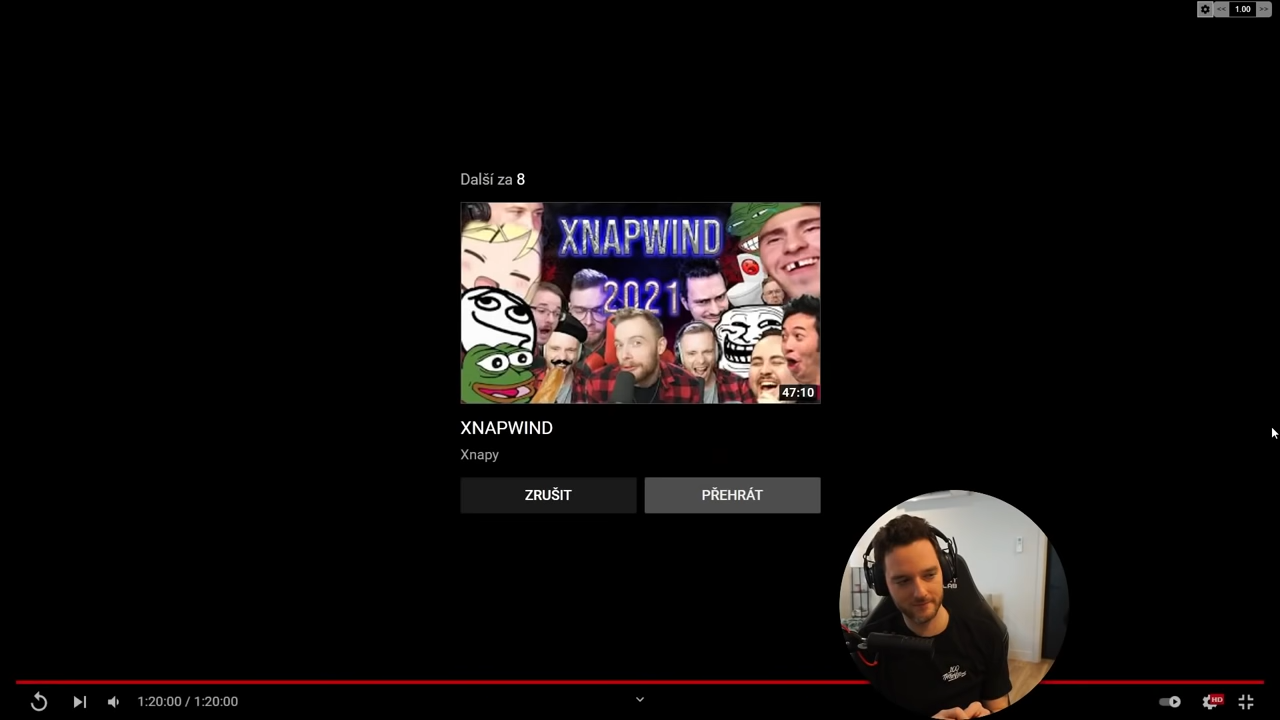 << 1.00 >>
Další za 8
XNAPWIND
2021
47:10
XNAPWIND
Xnapy
ZRUŠIT
PŘEHRÁT
1:20:00 / 1:20:00
HD